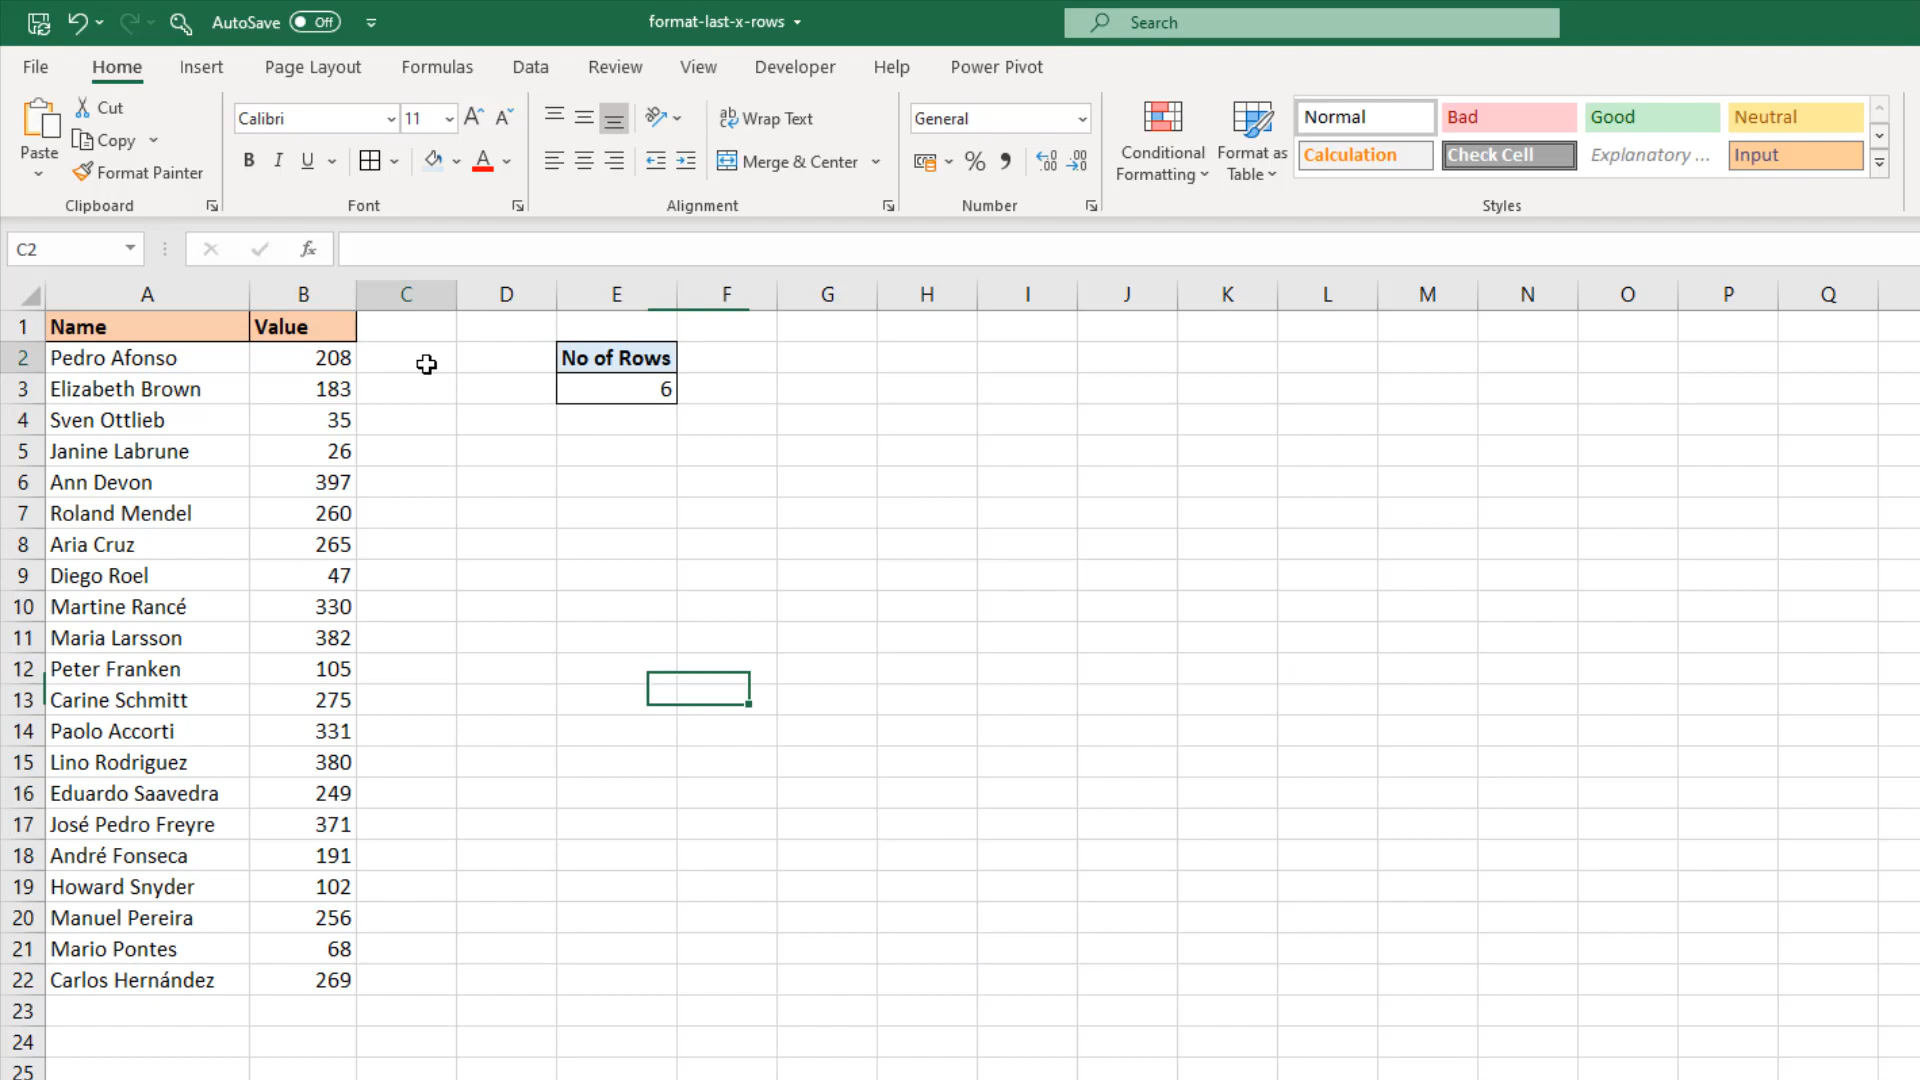 AutoSave Off format-last-x-rows Search
File Home Insert Page Layout Formulas Data Review View Developer Help Power Pivot
Paste Cut Copy Format Painter
Clipboard
Calibri 11
B I U A
Font
ab Wrap Text
Merge & Center
Alignment
General
% 9
Number
Conditional Formatting
Format as Table
Normal Bad Good Neutral
Calculation Check Cell Explanatory ... Input
Styles
C2 fx
A B C D E F G H I J K L M N O P Q
1 Name Value
2 Pedro Afonso 208 No of Rows
3 Elizabeth Brown 183 6
4 Sven Ottlieb 35
5 Janine Labrune 26
6 Ann Devon 397
7 Roland Mendel 260
8 Aria Cruz 265
9 Diego Roel 47
10 Martine Rancé 330
11 Maria Larsson 382
12 Peter Franken 105
13 Carine Schmitt 275
14 Paolo Accorti 331
15 Lino Rodriguez 380
16 Eduardo Saavedra 249
17 José Pedro Freyre 371
18 André Fonseca 191
19 Howard Snyder 102
20 Manuel Pereira 256
21 Mario Pontes 68
22 Carlos Hernández 269
23
24
25